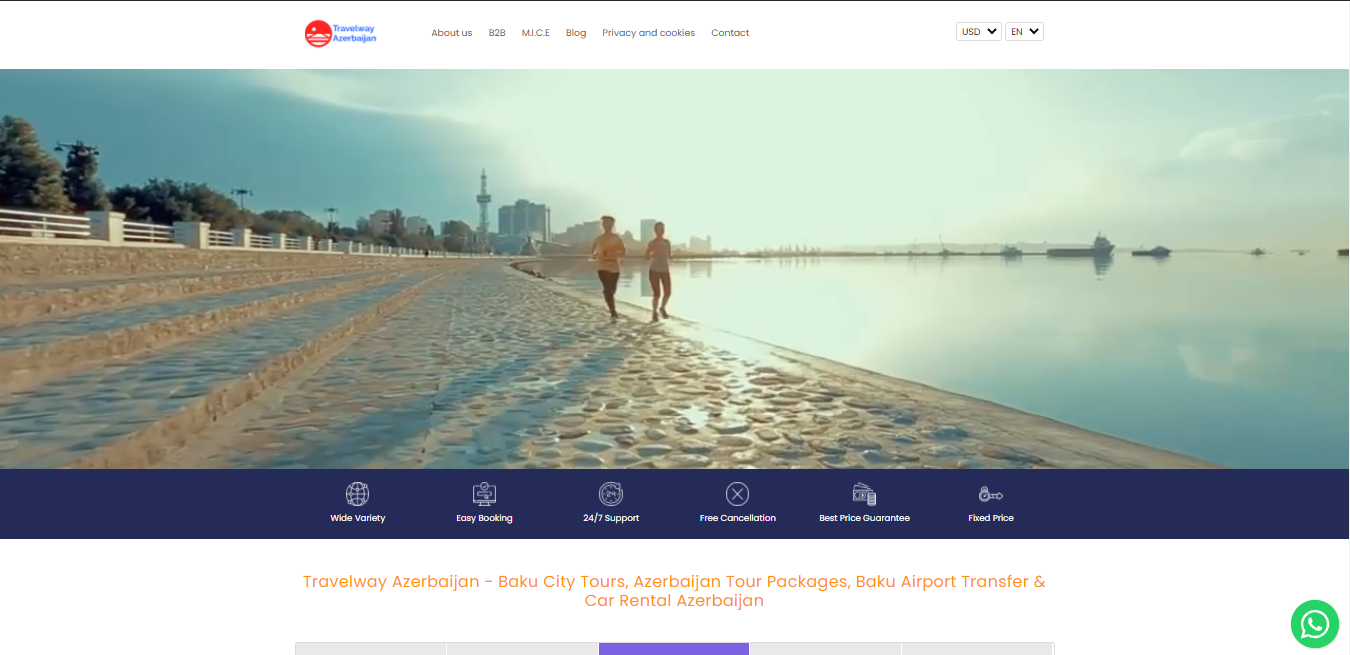 Travelway
Azerbaijan
About us B2B M.I.C.E Blog Privacy and cookies Contact
USD EN
24
Wide Variety Easy Booking 24/7 Support Free Cancellation Best Price Guarantee Fixed Price
Travelway Azerbaijan - Baku City Tours, Azerbaijan Tour Packages, Baku Airport Transfer &
Car Rental Azerbaijan